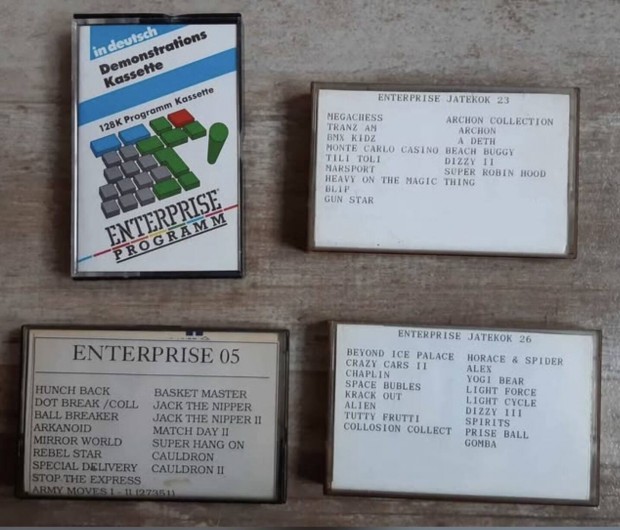 in deutsch
Demonstrations
Kassette
128K Programm Kassette
ENTERPRISE
PROGRAMM
ENTERPRISE JATEKOK 23
MEGACHESS
TRANZ AM
BMX KIDZ
MONTE CARLO CASINO
TILI TOLI
MARSPORT
HEAVY ON THE MAGIC
BLIP
GUN STAR
ARCHON COLLECTION
ARCHON
A DETH
BEACH BUGGY
DIZZY II
SUPER ROBIN HOOD
THING
ENTERPRISE 05
HUNCH BACK
DOT BREAK /COLL
BALL BREAKER
ARKANOID
MIRROR WORLD
REBEL STAR
SPECIAL DELIVERY
STOP THE EXPRESS
ARMY MOVES I - II (27351)
BASKET MASTER
JACK THE NIPPER
JACK THE NIPPER II
MATCH DAY II
SUPER HANG ON
CAULDRON
CAULDRON II
ENTERPRISE JATEKOK 26
BEYOND ICE PALACE
CRAZY CARS II
CHAPLIN
SPACE BUBLES
KRACK OUT
ALIEN
TUTTY FRUTTI
COLLOSION COLLECT
HORACE & SPIDER
ALEX
YOGI BEAR
LIGHT FORCE
LIGHT CYCLE
DIZZY III
SPIRITS
PRISE BALL
GOMBA